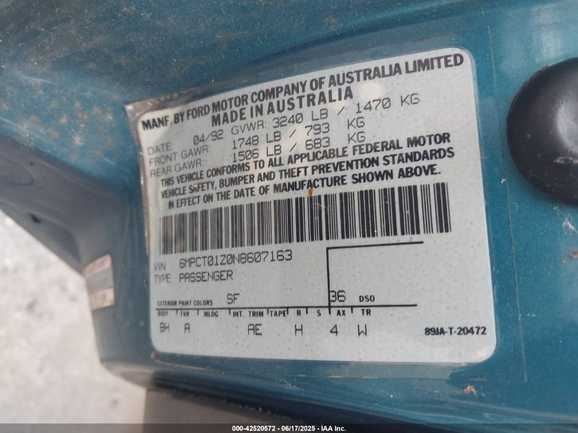 MANF. BY FORD MOTOR COMPANY OF AUSTRALIA LIMITED
MADE IN AUSTRALIA
DATE: 04/92 GVWR: 3240 LB / 1470 KG
FRONT GAWR: 1748 LB / 793 KG
REAR GAWR: 1506 LB / 683 KG
THIS VEHICLE CONFORMS TO ALL APPLICABLE FEDERAL MOTOR
VEHICLE SAFETY, BUMPER AND THEFT PREVENTION STANDARDS
IN EFFECT ON THE DATE OF MANUFACTURE SHOWN ABOVE.
VIN 6MPCT01Z0N8607163
TYPE PASSENGER
EXTERIOR PAINT COLORS SF 36 DSO
BODY TYR MLDG INT. TRIM TAPE R S AX TR
BH A AE H 4 W
89JA-T-20472
000-42520572 - 06/17/2025 - IAA Inc.